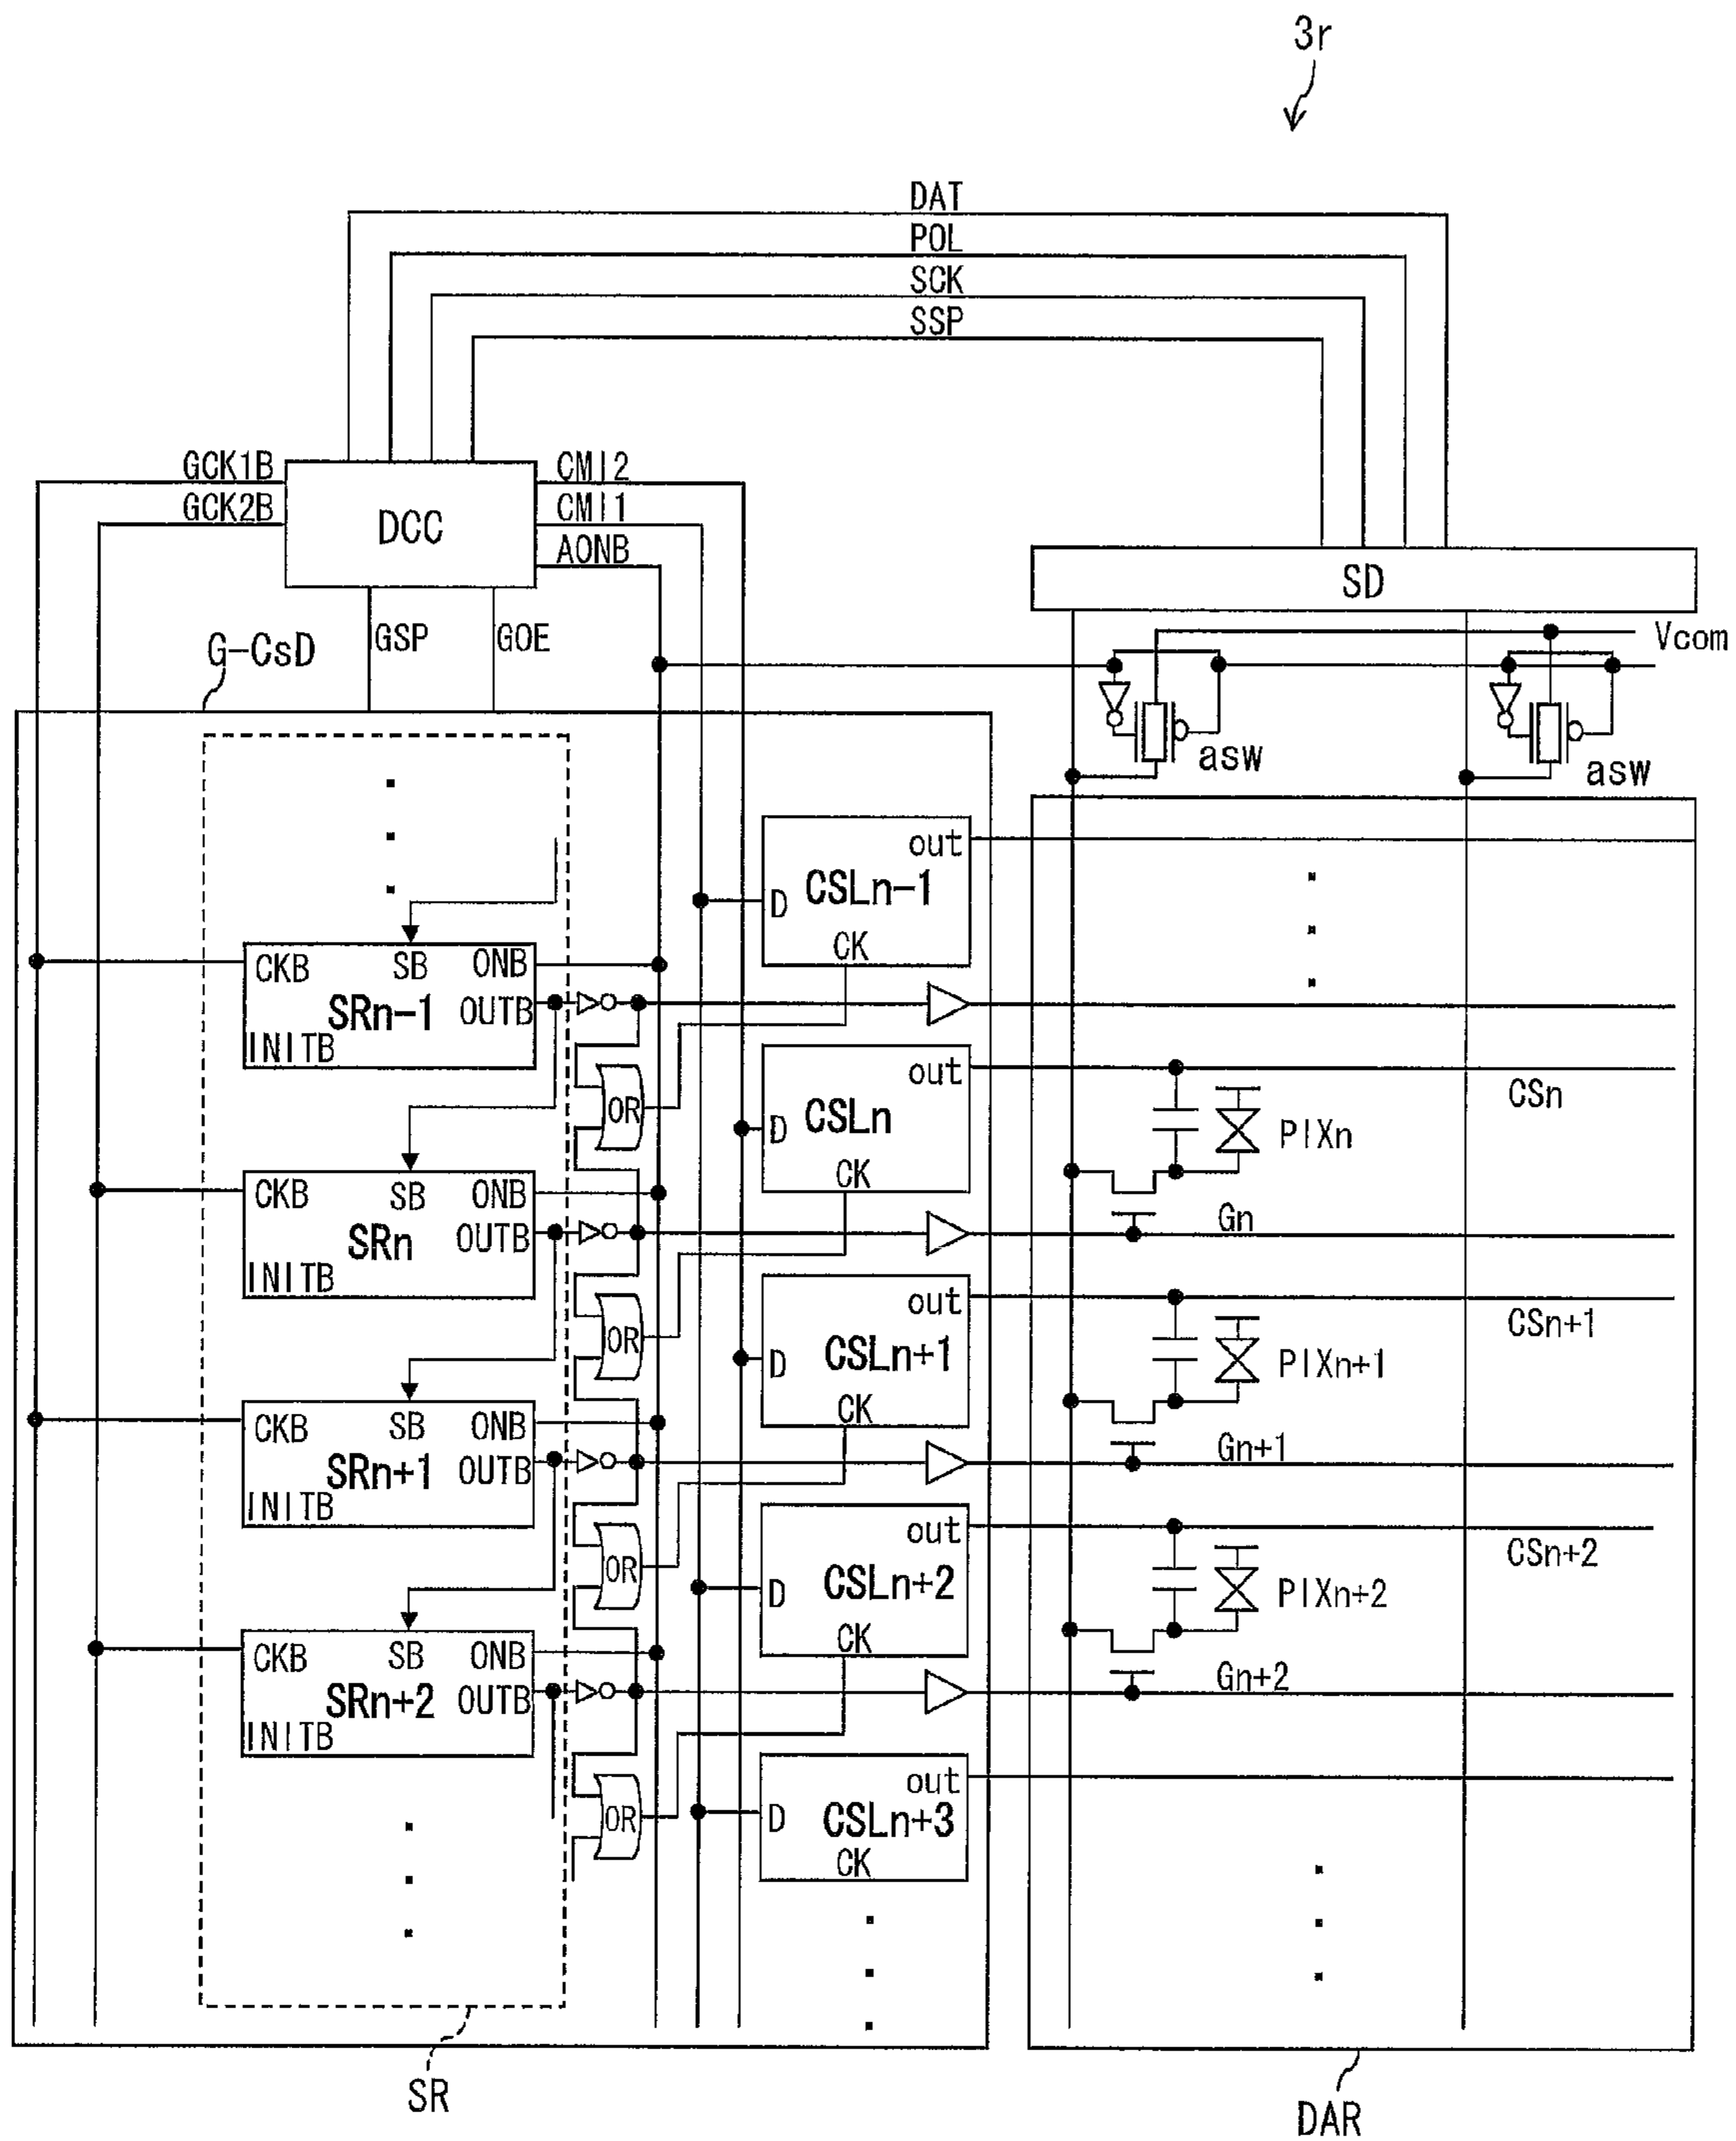 3r
DAT
POL
SCK
SSP
GCK1B
GCK2B
DCC
CMI2
CMI1
AONB
SD
GSP
GOE
G-CsD
Vcom
asw
asw
out
CSLn-1
D
CK
CKB
SB
ONB
SRn-1
OUTB
INITB
OR
out
CSLn
D
CK
CSn
PIXn
CKB
SB
ONB
SRn
OUTB
INITB
Gn
OR
out
CSLn+1
D
CK
CSn+1
PIXn+1
CKB
SB
ONB
SRn+1
OUTB
INITB
Gn+1
OR
out
CSLn+2
D
CK
CSn+2
PIXn+2
CKB
SB
ONB
SRn+2
OUTB
INITB
Gn+2
OR
out
CSLn+3
D
CK
SR
DAR